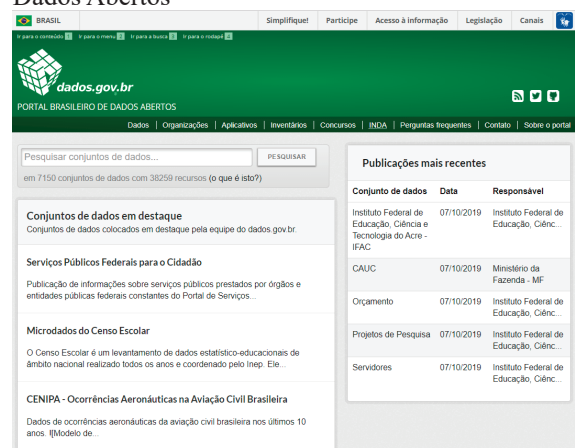 Dados Abertos
BRASIL
Simplifique! Participe Acesso à informação Legislação Canais
Ir para o conteúdo 1 Ir para o menu 2 Ir para a busca 3 Ir para o rodapé 4
dados.gov.br
PORTAL BRASILEIRO DE DADOS ABERTOS
Dados | Organizações | Aplicativos | Inventários | Concursos | INDA | Perguntas frequentes | Contato | Sobre o portal
Pesquisar conjuntos de dados...
PESQUISAR
em 7150 conjuntos de dados com 38259 recursos (o que é isto?)
Conjuntos de dados em destaque
Conjuntos de dados colocados em destaque pela equipe do dados.gov.br.
Serviços Públicos Federais para o Cidadão
Publicação de informações sobre serviços públicos prestados por órgãos e
entidades públicas federais constantes do Portal de Serviços...
Microdados do Censo Escolar
O Censo Escolar é um levantamento de dados estatístico-educacionais de
âmbito nacional realizado todos os anos e coordenado pelo Inep. Ele...
CENIPA - Ocorrências Aeronáuticas na Aviação Civil Brasileira
Dados de ocorrências aeronáuticas da aviação civil brasileira nos últimos 10
anos. ![Modelo de...
Publicações mais recentes
Conjunto de dados Data Responsável
Instituto Federal de 07/10/2019 Instituto Federal de
Educação, Ciência e Educação, Ciênc...
Tecnologia do Acre -
IFAC
CAUC 07/10/2019 Ministério da
Fazenda - MF
Orçamento 07/10/2019 Instituto Federal de
Educação, Ciênc...
Projetos de Pesquisa 07/10/2019 Instituto Federal de
Educação, Ciênc...
Servidores 07/10/2019 Instituto Federal de
Educação, Ciênc...